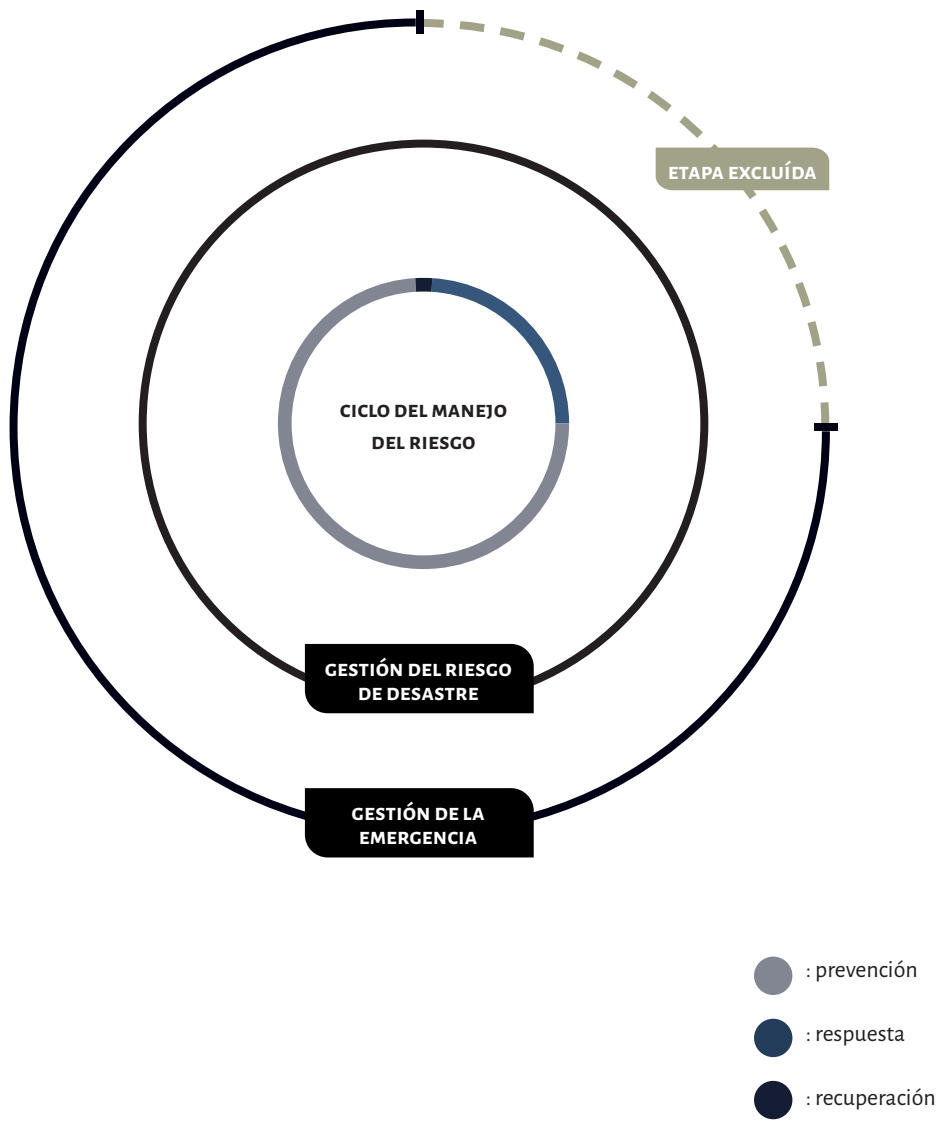 ETAPA EXCLUÍDA
CICLO DEL MANEJO
DEL RIESGO
GESTIÓN DEL RIESGO
DE DESASTRE
GESTIÓN DE LA
EMERGENCIA
: prevención
: respuesta
: recuperación